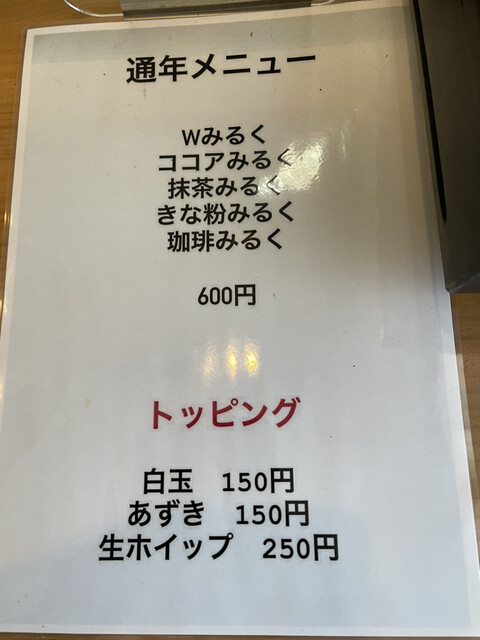 通年メニュー
Wみるく
ココアみるく
抹茶みるく
きな粉みるく
珈琲みるく
600円
トッピング
白玉 150円
あずき 150円
生ホイップ 250円